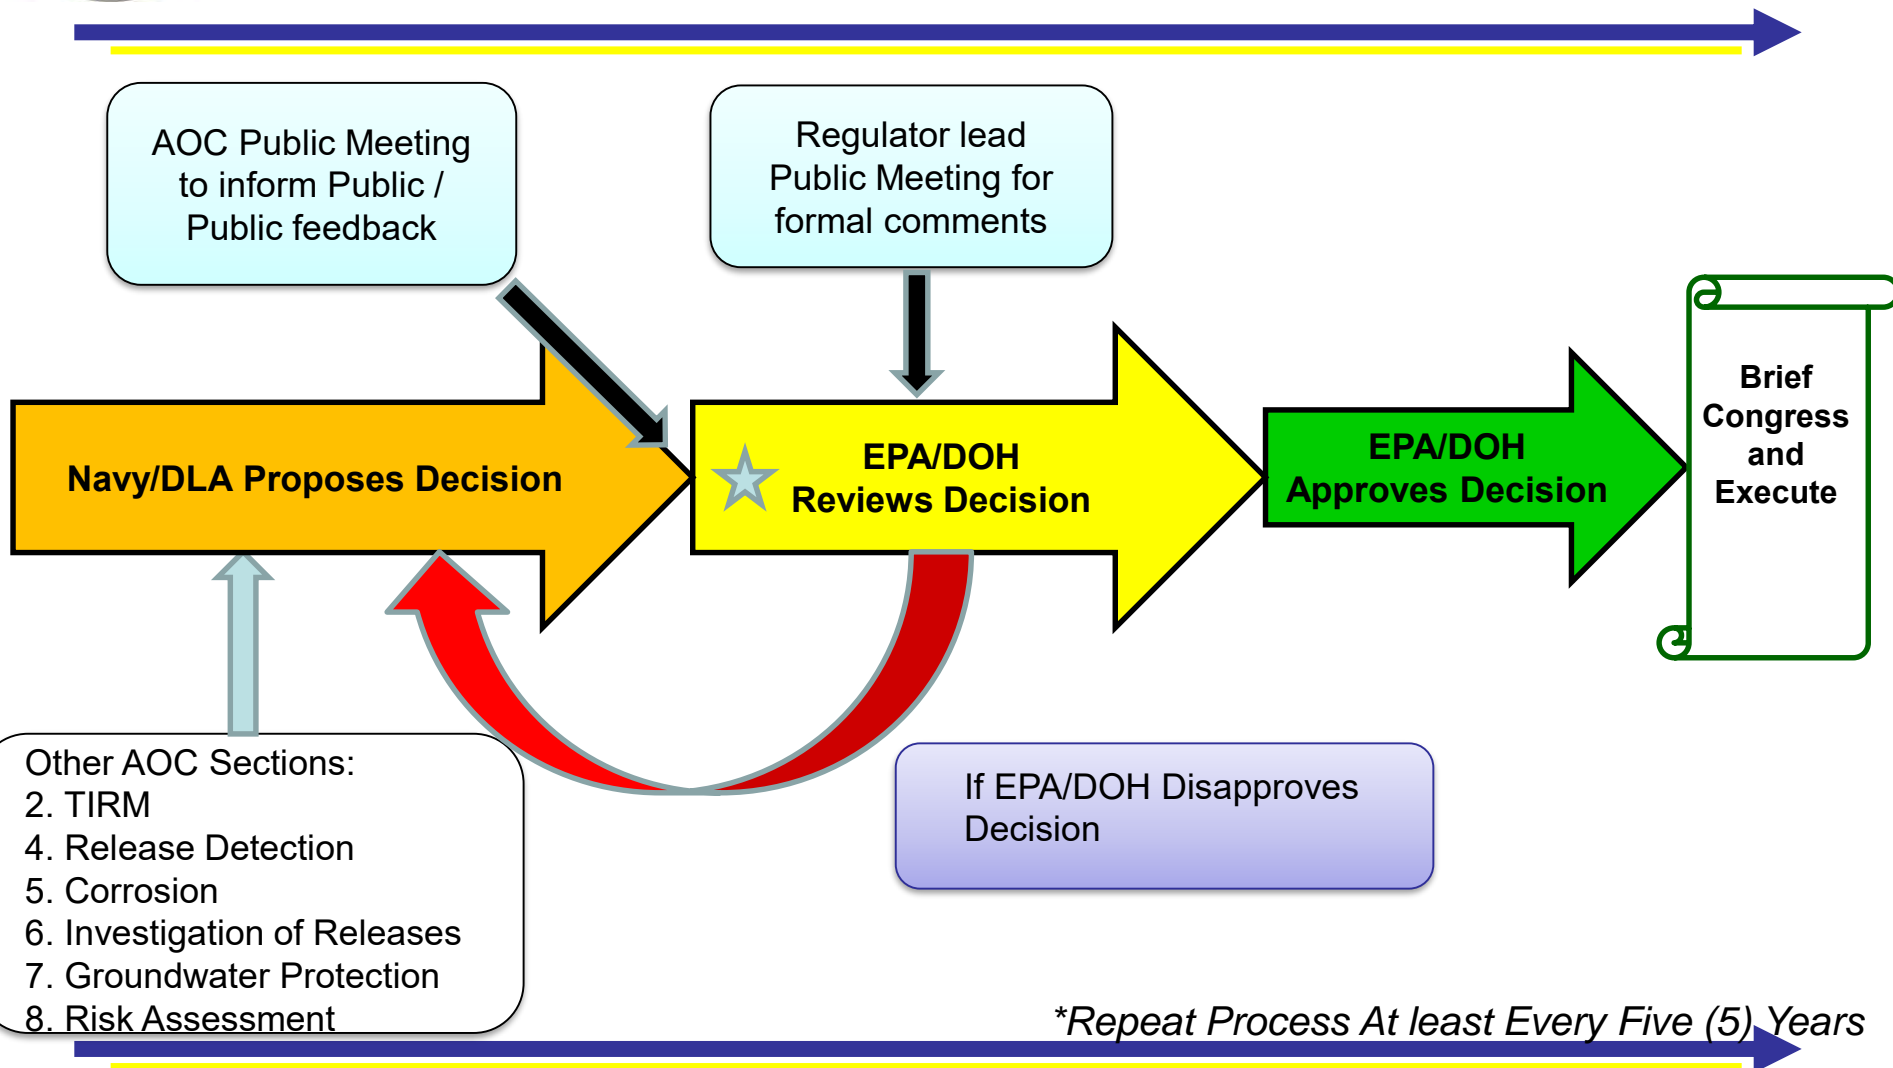 AOC Public Meeting
to inform Public /
Public feedback
Regulator lead
Public Meeting for
formal comments
Navy/DLA Proposes Decision
EPA/DOH
Reviews Decision
EPA/DOH
Approves Decision
Brief
Congress
and
Execute
Other AOC Sections:
2. TIRM
4. Release Detection
5. Corrosion
6. Investigation of Releases
7. Groundwater Protection
8. Risk Assessment
If EPA/DOH Disapproves
Decision
*Repeat Process At least Every Five (5) Years